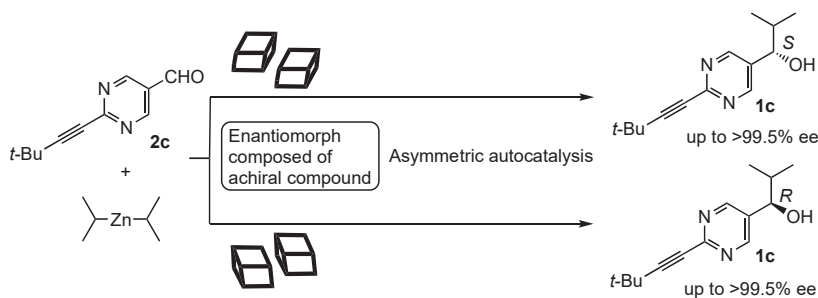 CHO
N
N
2c
t-Bu
+
Zn
Enantiomorph
composed of
achiral compound
Asymmetric autocatalysis
S
OH
N
N
1c
t-Bu
up to >99.5% ee
R
OH
N
N
1c
t-Bu
up to >99.5% ee